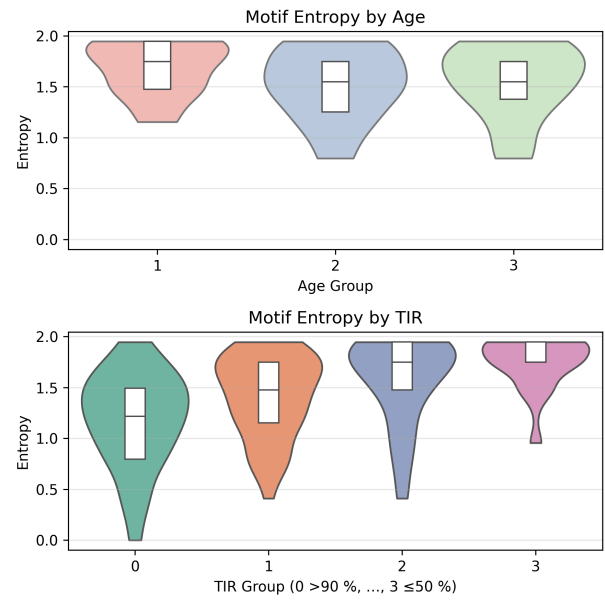 Motif Entropy by Age
2.0
1.5
1.0
0.5
0.0
Entropy
1 2 3
Age Group
Motif Entropy by TIR
2.0
1.5
1.0
0.5
0.0
Entropy
0 1 2 3
TIR Group (0 >90 %, ..., 3 ≤50 %)